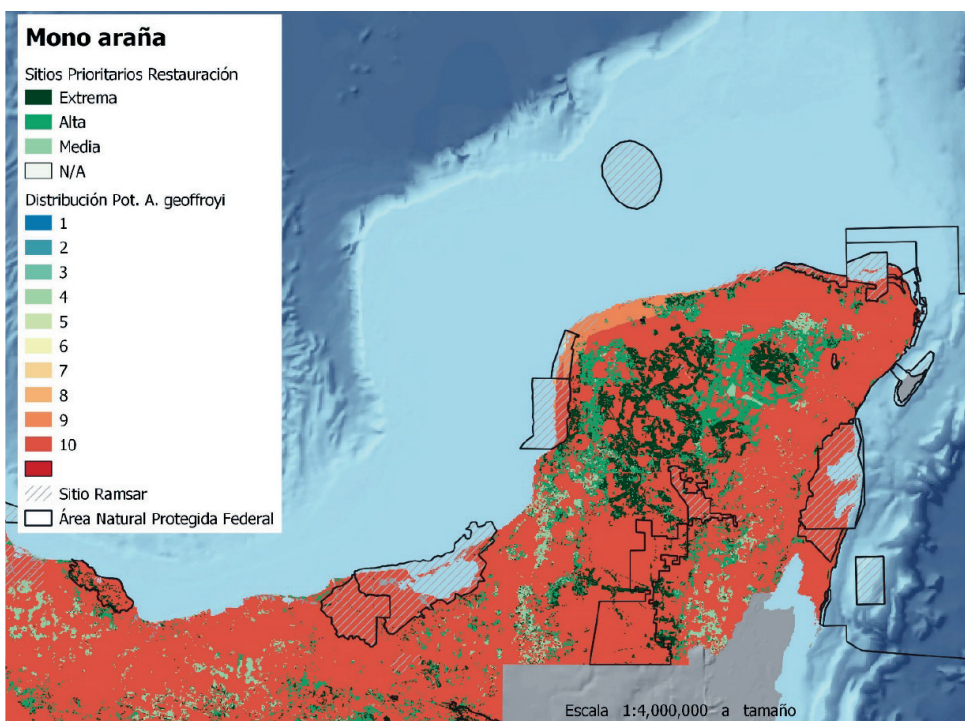 Mono araña
Sitios Prioritarios Restauración
Extrema
Alta
Media
N/A
Distribución Pot. A. geoffroyi
1
2
3
4
5
6
7
8
9
10
Sitio Ramsar
Área Natural Protegida Federal
Escala 1:4,000,000 a tamaño